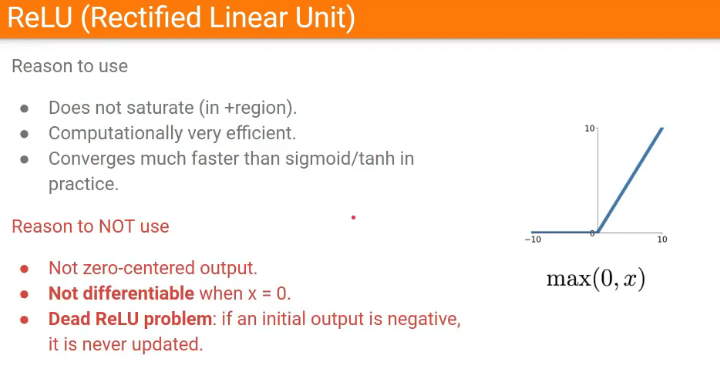 ReLU (Rectified Linear Unit)
Reason to use
● Does not saturate (in +region).
● Computationally very efficient.
● Converges much faster than sigmoid/tanh in
practice.
Reason to NOT use
● Not zero-centered output.
● Not differentiable when x = 0.
● Dead ReLU problem: if an initial output is negative,
it is never updated.
10
-10 0 10
max(0, x)